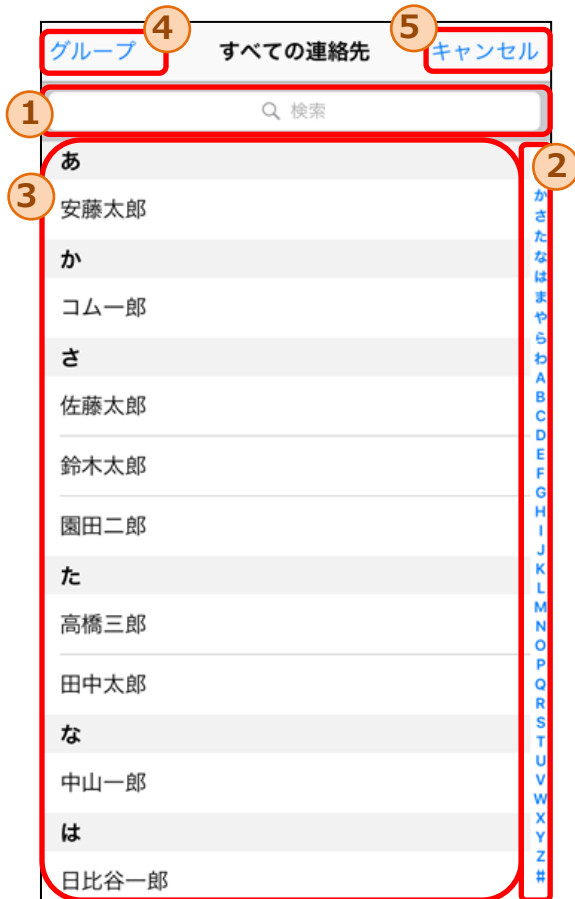 4
5
グループ すべての連絡先 キャンセル
1
検索
2
3
あ
安藤太郎
か
コム一郎
さ
佐藤太郎
鈴木太郎
園田二郎
た
高橋三郎
田中太郎
な
中山一郎
は
日比谷一郎
か
さ
た
な
は
ま
や
ら
わ
A
B
C
D
E
F
G
H
I
J
K
L
M
N
O
P
Q
R
S
T
U
V
W
X
Y
Z
#